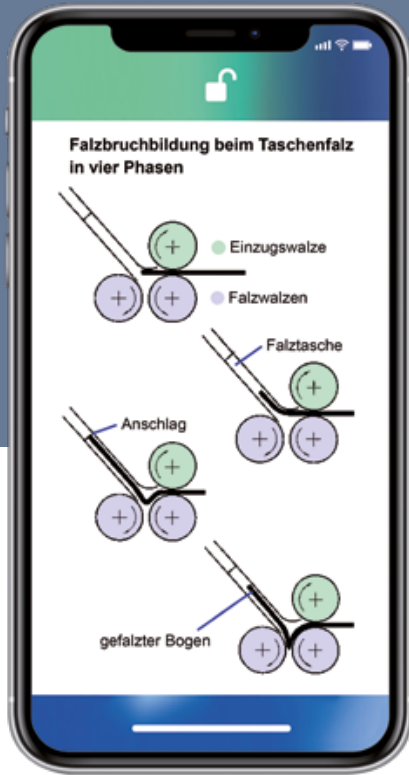 Falzbruchbildung beim Taschenfalz
in vier Phasen
Einzugswalze
Falzwalzen
Falztasche
Anschlag
gefalzter Bogen